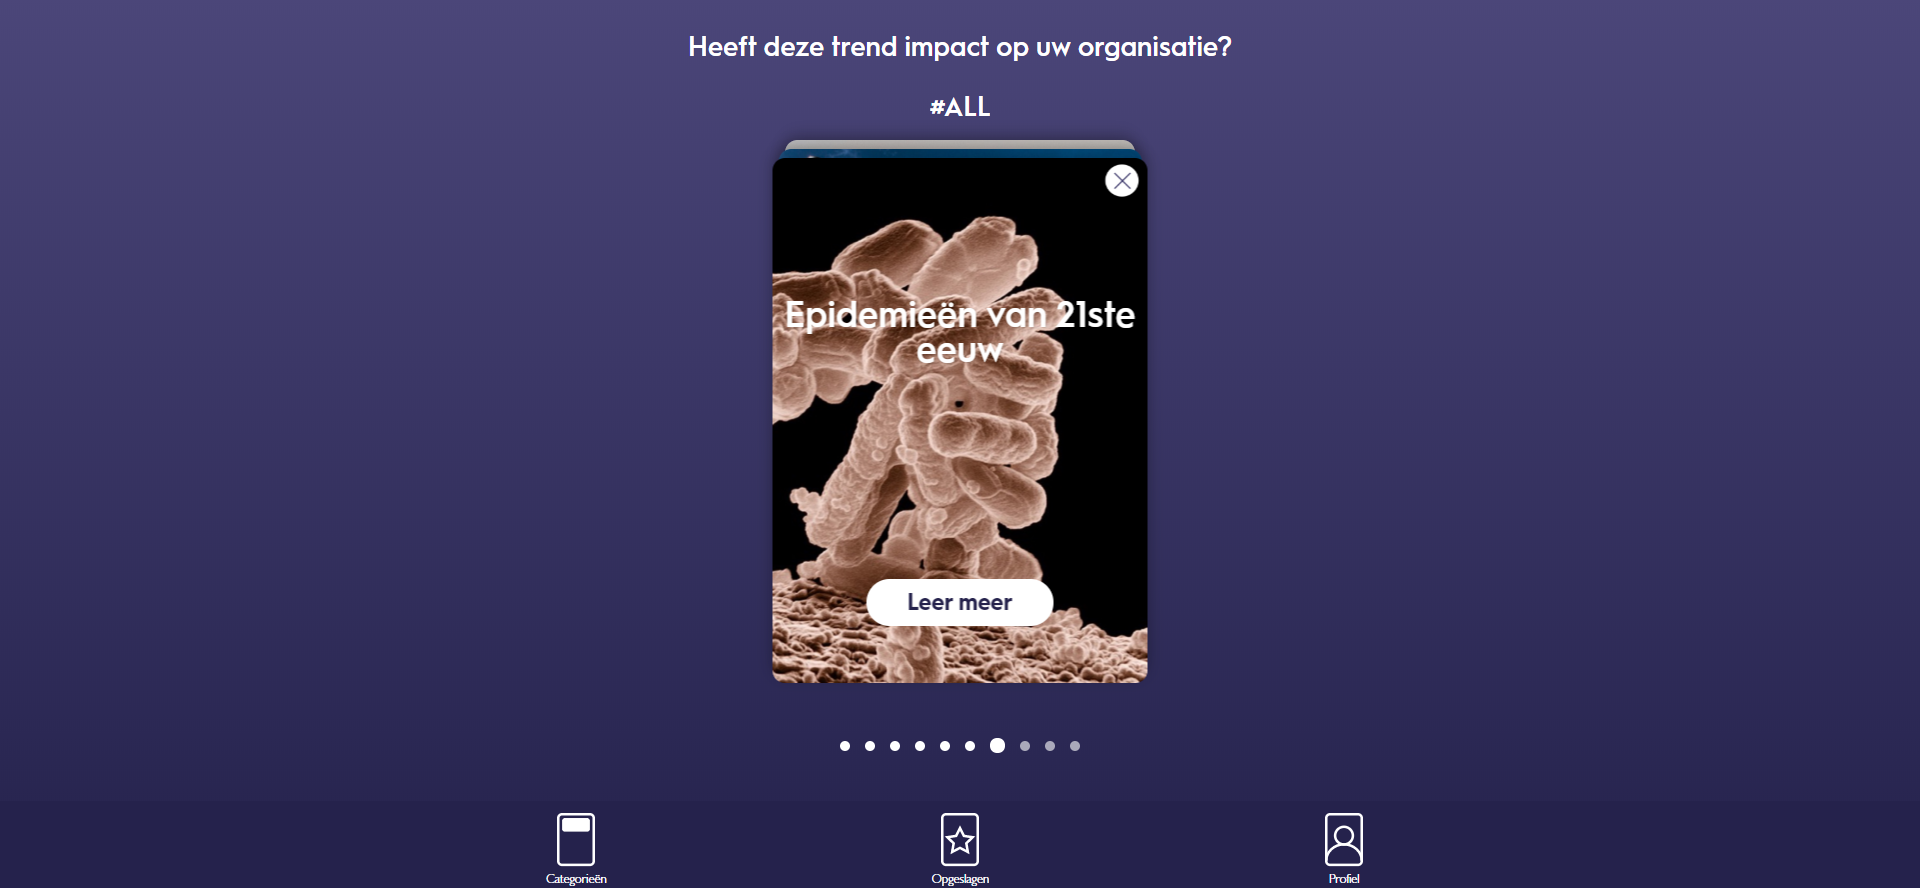 Heeft deze trend impact op uw organisatie?
#ALL
Epidemieën van 21ste
eeuw
Leer meer
Categorieën
Opgeslagen
Profiel